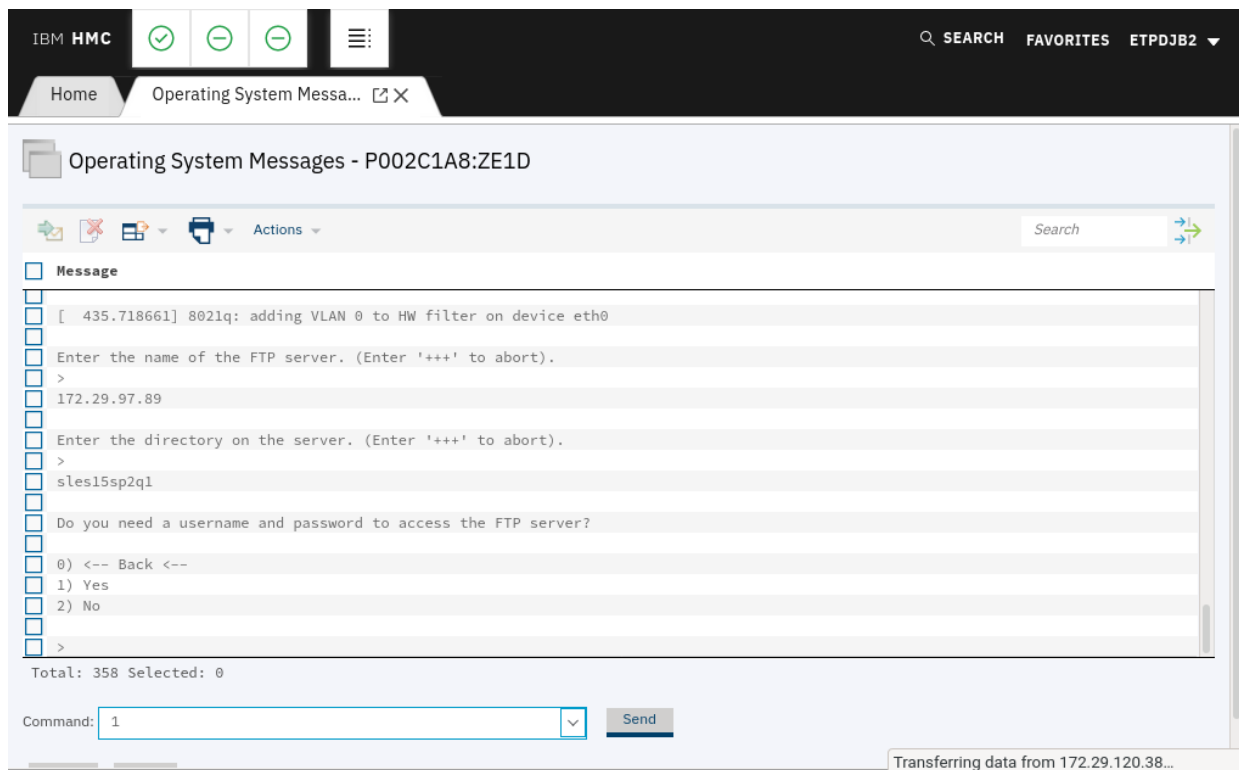 IBM HMC
SEARCH FAVORITES ETPDJB2
Home Operating System Messa...
Operating System Messages - P002C1A8:ZE1D
Actions Search
Message
[  435.718661] 8021q: adding VLAN 0 to HW filter on device eth0
Enter the name of the FTP server. (Enter '+++' to abort).
>
172.29.97.89
Enter the directory on the server. (Enter '+++' to abort).
>
sles15sp2q1
Do you need a username and password to access the FTP server?
0) <-- Back <--
1) Yes
2) No
>
Total: 358 Selected: 0
Command: 1 Send
Transferring data from 172.29.120.38...